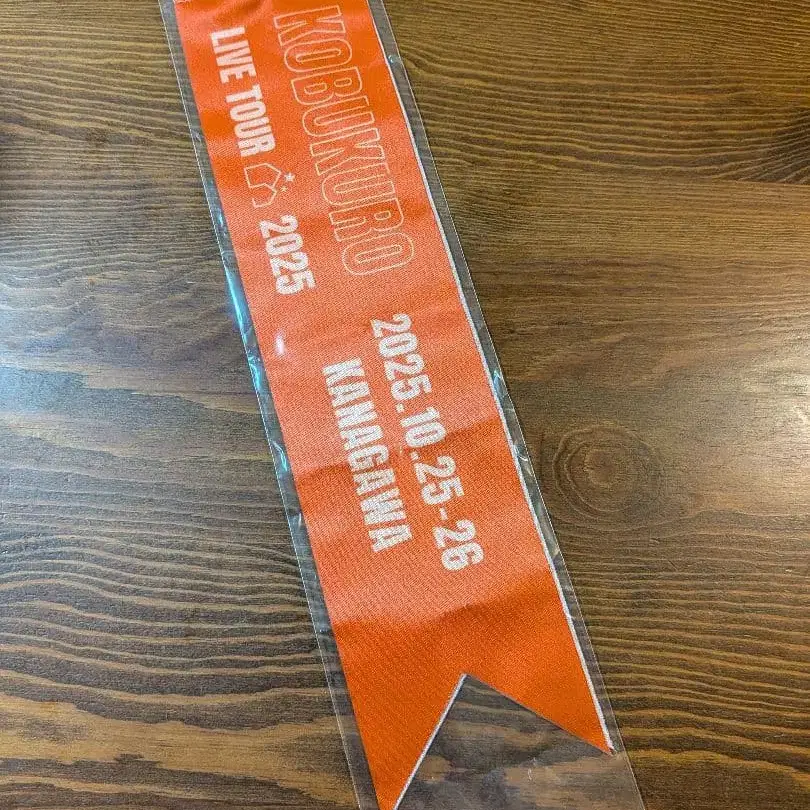 KOBUKURO
LIVE TOUR 2025
2025.10.25-26
KANAGAWA